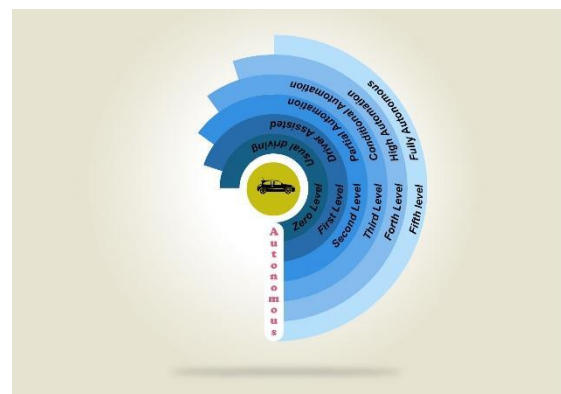 Usual driving
Zero Level
Driver Assisted
First Level
Partial Automation
Second Level
Conditional Automation
Third Level
High Automation
Forth Level
Fully Autonomous
Fifth level
Autonomous